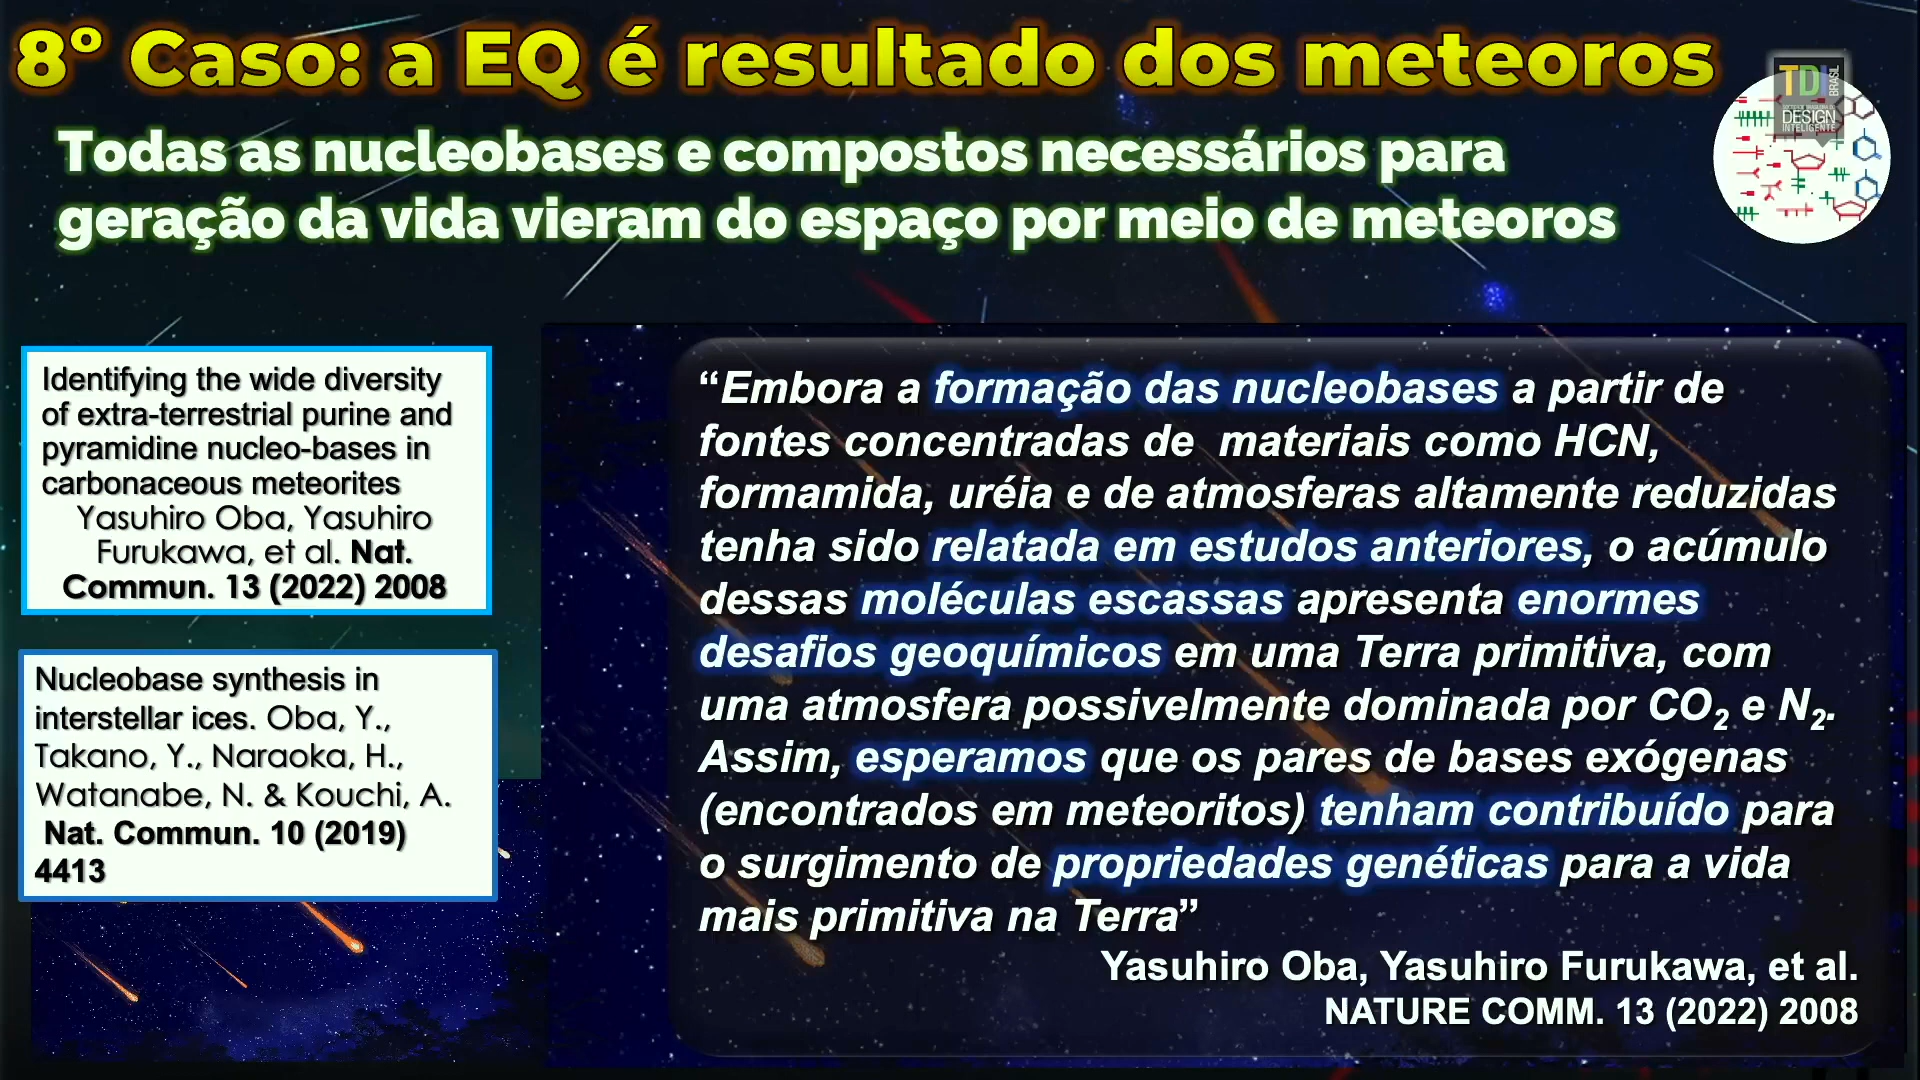 8º Caso: a EQ é resultado dos meteoros
Todas as nucleobases e compostos necessários para
geração da vida vieram do espaço por meio de meteoros
TDI
BRASIL
DESIGN
INTELIGENTE
Identifying the wide diversity
of extra-terrestrial purine and
pyramidine nucleo-bases in
carbonaceous meteorites
Yasuhiro Oba, Yasuhiro
Furukawa, et al. Nat.
Commun. 13 (2022) 2008
Nucleobase synthesis in
interstellar ices. Oba, Y.,
Takano, Y., Naraoka, H.,
Watanabe, N. & Kouchi, A.
Nat. Commun. 10 (2019)
4413
“Embora a formação das nucleobases a partir de
fontes concentradas de materiais como HCN,
formamida, uréia e de atmosferas altamente reduzidas
tenha sido relatada em estudos anteriores, o acúmulo
dessas moléculas escassas apresenta enormes
desafios geoquímicos em uma Terra primitiva, com
uma atmosfera possivelmente dominada por CO₂ e N₂.
Assim, esperamos que os pares de bases exógenas
(encontrados em meteoritos) tenham contribuído para
o surgimento de propriedades genéticas para a vida
mais primitiva na Terra”
Yasuhiro Oba, Yasuhiro Furukawa, et al.
NATURE COMM. 13 (2022) 2008